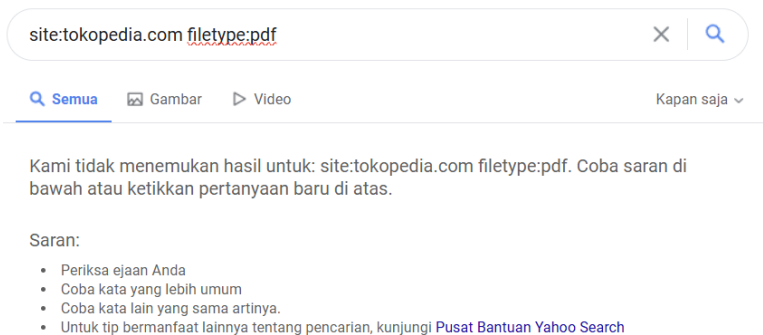 site:tokopedia.com filetype:pdf
Semua Gambar Video Kapan saja
Kami tidak menemukan hasil untuk: site:tokopedia.com filetype:pdf. Coba saran di
bawah atau ketikkan pertanyaan baru di atas.
Saran:
• Periksa ejaan Anda
• Coba kata yang lebih umum
• Coba kata lain yang sama artinya.
• Untuk tip bermanfaat lainnya tentang pencarian, kunjungi Pusat Bantuan Yahoo Search